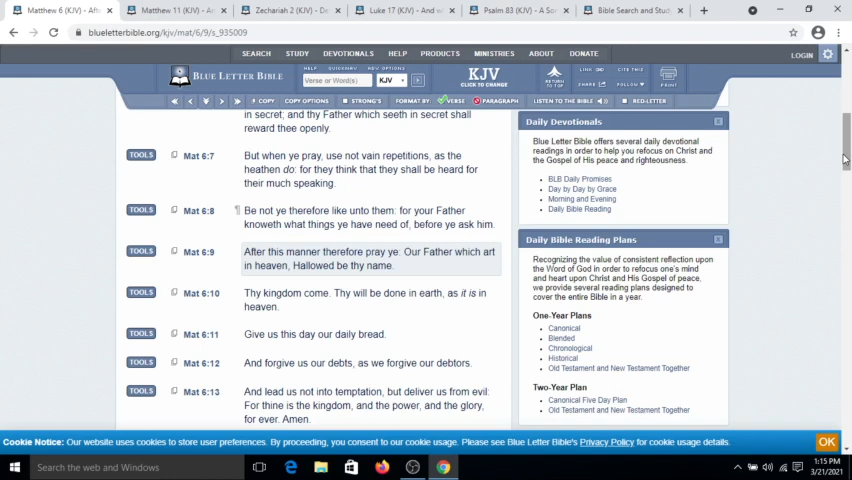 Matthew 6 (KJV) - Aft
Matthew 11 (KJV) - A
Zechariah 2 (KJV) - De
Luke 17 (KJV) - And w
Psalm 83 (KJV) - A So
Bible Search and Stud
blueletterbible.org/kjv/mat/6/9/s_935009
SEARCH STUDY DEVOTIONALS HELP PRODUCTS MINISTRIES ABOUT DONATE
LOGIN
BLUE LETTER BIBLE
HELP QUICKNAV ADV OPTIONS
Verse or Word(s) KJV
KJV
CLICK TO CHANGE
RETURN
TOP
LINK
SHARE
CITE THIS
FOLLOW
PRINT
COPY COPY OPTIONS STRONG'S FORMAT BY VERSE PARAGRAPH LISTEN TO THE BIBLE RED-LETTER
in secret; and thy Father which seeth in secret shall
reward thee openly.
TOOLS Mat 6:7 But when ye pray, use not vain repetitions, as the
heathen do: for they think that they shall be heard for
their much speaking.
TOOLS Mat 6:8 ¶ Be not ye therefore like unto them: for your Father
knoweth what things ye have need of, before ye ask him.
TOOLS Mat 6:9 After this manner therefore pray ye: Our Father which art
in heaven, Hallowed be thy name.
TOOLS Mat 6:10 Thy kingdom come. Thy will be done in earth, as it is in
heaven.
TOOLS Mat 6:11 Give us this day our daily bread.
TOOLS Mat 6:12 And forgive us our debts, as we forgive our debtors.
TOOLS Mat 6:13 And lead us not into temptation, but deliver us from evil:
For thine is the kingdom, and the power, and the glory,
for ever. Amen.
Daily Devotionals
Blue Letter Bible offers several daily devotional
readings in order to help you refocus on Christ and
the Gospel of His peace and righteousness.
BLB Daily Promises
Day by Day by Grace
Morning and Evening
Daily Bible Reading
Daily Bible Reading Plans
Recognizing the value of consistent reflection upon
the Word of God in order to refocus one's mind
and heart upon Christ and His Gospel of peace,
we provide several reading plans designed to
cover the entire Bible in a year.
One-Year Plans
Canonical
Blended
Chronological
Historical
Old Testament and New Testament Together
Two-Year Plan
Canonical Five Day Plan
Old Testament and New Testament Together
Cookie Notice: Our website uses cookies to store user preferences. By proceeding, you consent to our cookie usage. Please see Blue Letter Bible's Privacy Policy for cookie usage details.
OK
Search the web and Windows
1:15 PM
3/21/2021